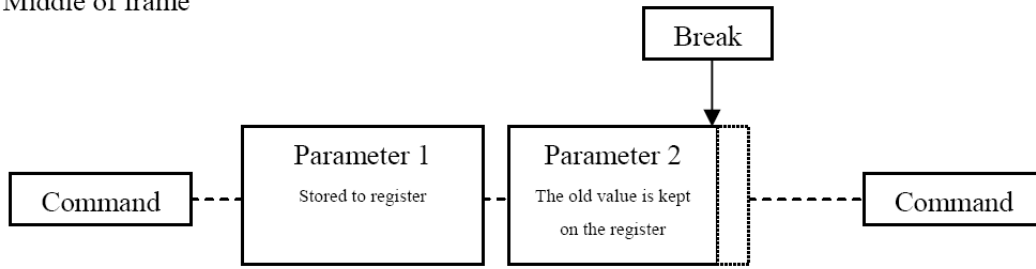 Middle of frame
Break
Parameter 1
Stored to register
Parameter 2
The old value is kept
on the register
Command
Command